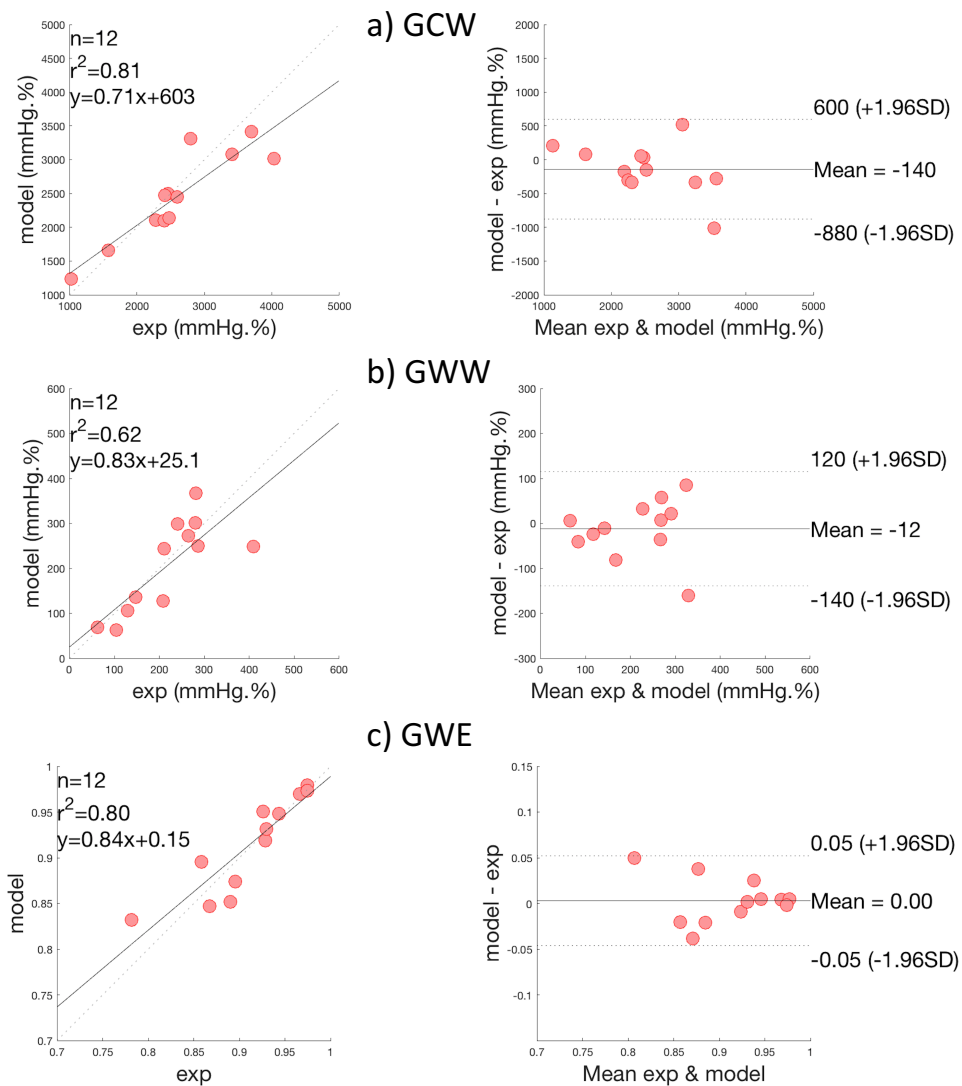 a) GCW
n=12
r²=0.81
y=0.71x+603
model (mmHg.%)
5000
4500
4000
3500
3000
2500
2000
1500
1000
1000 2000 3000 4000 5000
exp (mmHg.%)
model - exp (mmHg.%)
2000
1500
1000
500
0
-500
-1000
-1500
-2000
1000 2000 3000 4000 5000
Mean exp & model (mmHg.%)
600 (+1.96SD)
Mean = -140
-880 (-1.96SD)
b) GWW
n=12
r²=0.62
y=0.83x+25.1
model (mmHg.%)
600
500
400
300
200
100
0
0 100 200 300 400 500 600
exp (mmHg.%)
model - exp (mmHg.%)
300
200
100
0
-100
-200
-300
0 100 200 300 400 500 600
Mean exp & model (mmHg.%)
120 (+1.96SD)
Mean = -12
-140 (-1.96SD)
c) GWE
n=12
r²=0.80
y=0.84x+0.15
model
1
0.95
0.9
0.85
0.8
0.75
0.7
0.7 0.75 0.8 0.85 0.9 0.95 1
exp
model - exp
0.15
0.1
0.05
0
-0.05
-0.1
0.7 0.75 0.8 0.85 0.9 0.95 1
Mean exp & model
0.05 (+1.96SD)
Mean = 0.00
-0.05 (-1.96SD)